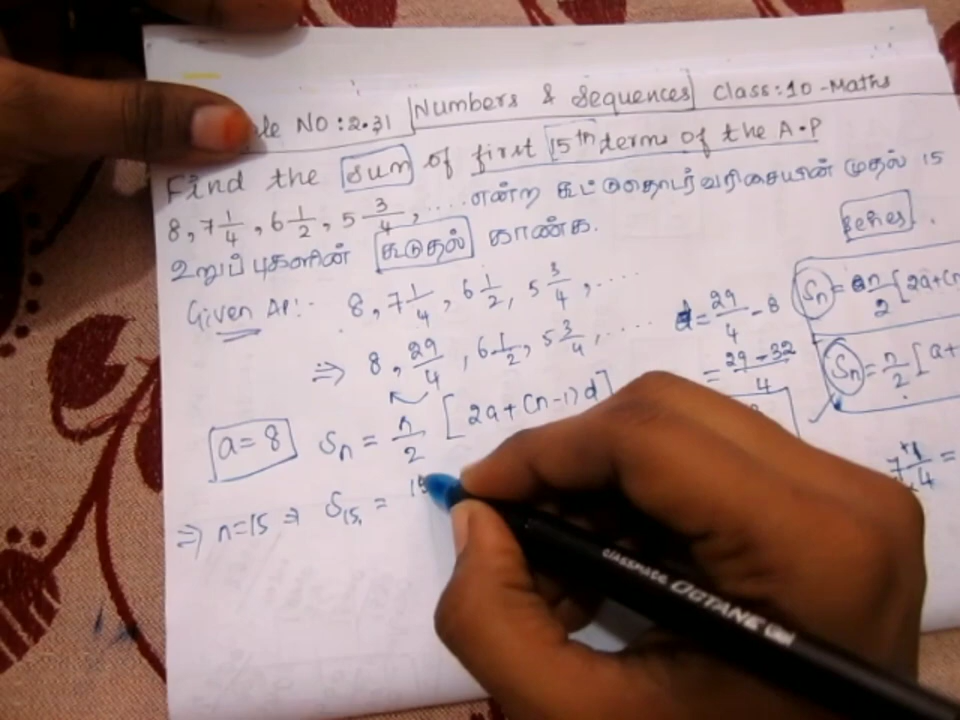 le NO : 2.31 Numbers & Sequences Class : 10 - Maths
Find the sum of first 15th terms of the A.P
8, 7 1/4, 6 1/2, 5 3/4, .... என்ற கூட்டுதொடர்வரிசையின் முதல் 15
உறுப்புகளின் கூடுதல் காண்க.
Series
Given AP:- 8, 7 1/4, 6 1/2, 5 3/4, ....
⇒ 8, 29/4, 6 1/2, 5 3/4, ....
d = 29/4 - 8
= 29 - 32 / 4
Sn = n/2 [2a+(n
Sn = n/2 [a+
a = 8 Sn = n/2 [2a+(n-1)d]
⇒ n=15 ⇒ S15 = 15
classmate OCTANE